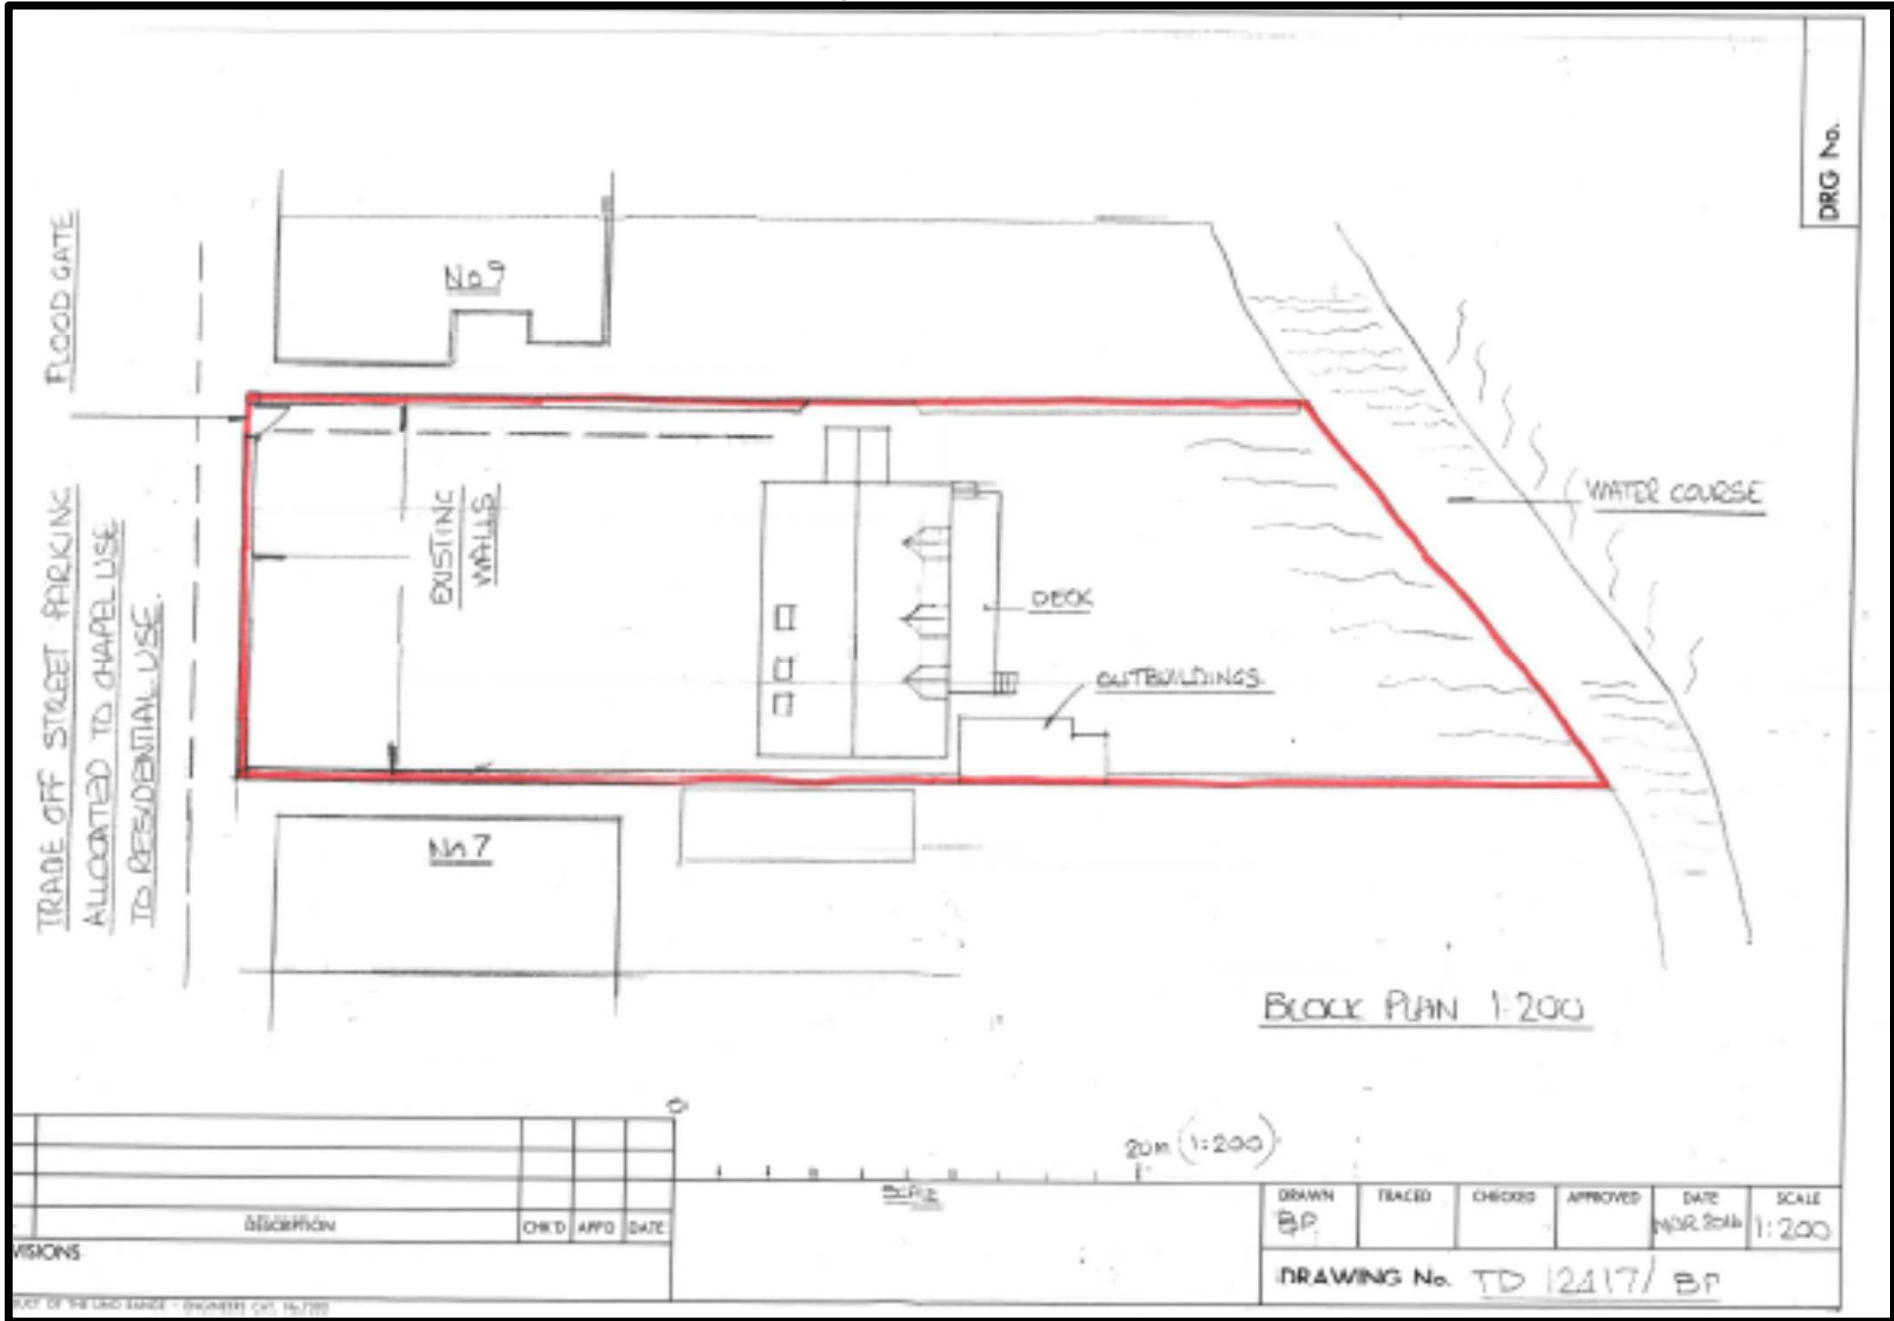 DRG No.
FLOOD GATE
No 9
TRADE OFF STREET PARKING
ALLOCATED TO CHAPEL USE
TO RESIDENTIAL USE.
EXISTING
WALLS
WATER COURSE
DECK
OUTBUILDINGS.
No 7
BLOCK PLAN 1:200
0
20m (1:200)
SCALE
DESCRIPTION
CHK'D APP'D DATE
VISIONS
DRAWN TRACED CHECKED APPROVED DATE SCALE
BP. MAR 1:200
DRAWING No. TD 12417/ BP